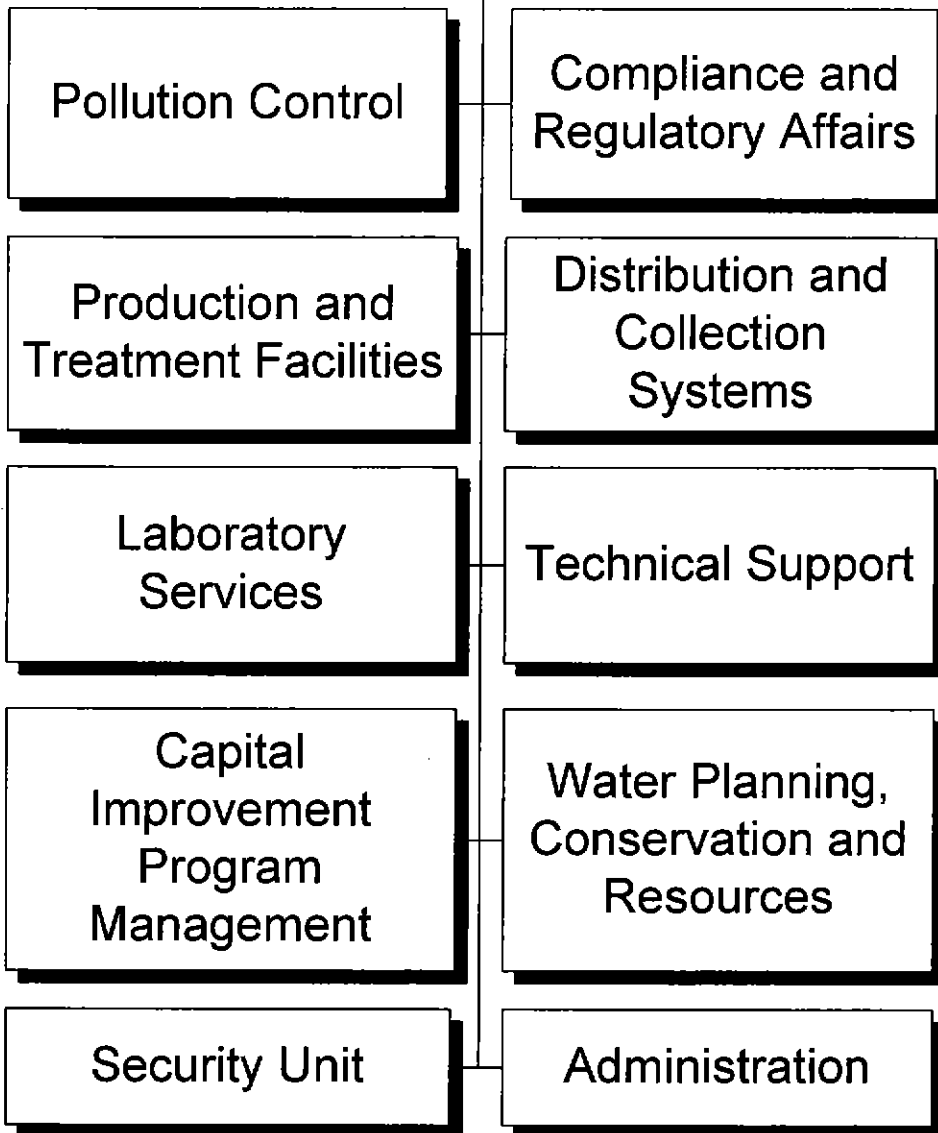 Pollution Control
Compliance and
Regulatory Affairs
Production and
Treatment Facilities
Distribution and
Collection
Systems
Laboratory
Services
Technical Support
Capital
Improvement
Program
Management
Water Planning,
Conservation and
Resources
Security Unit
Administration